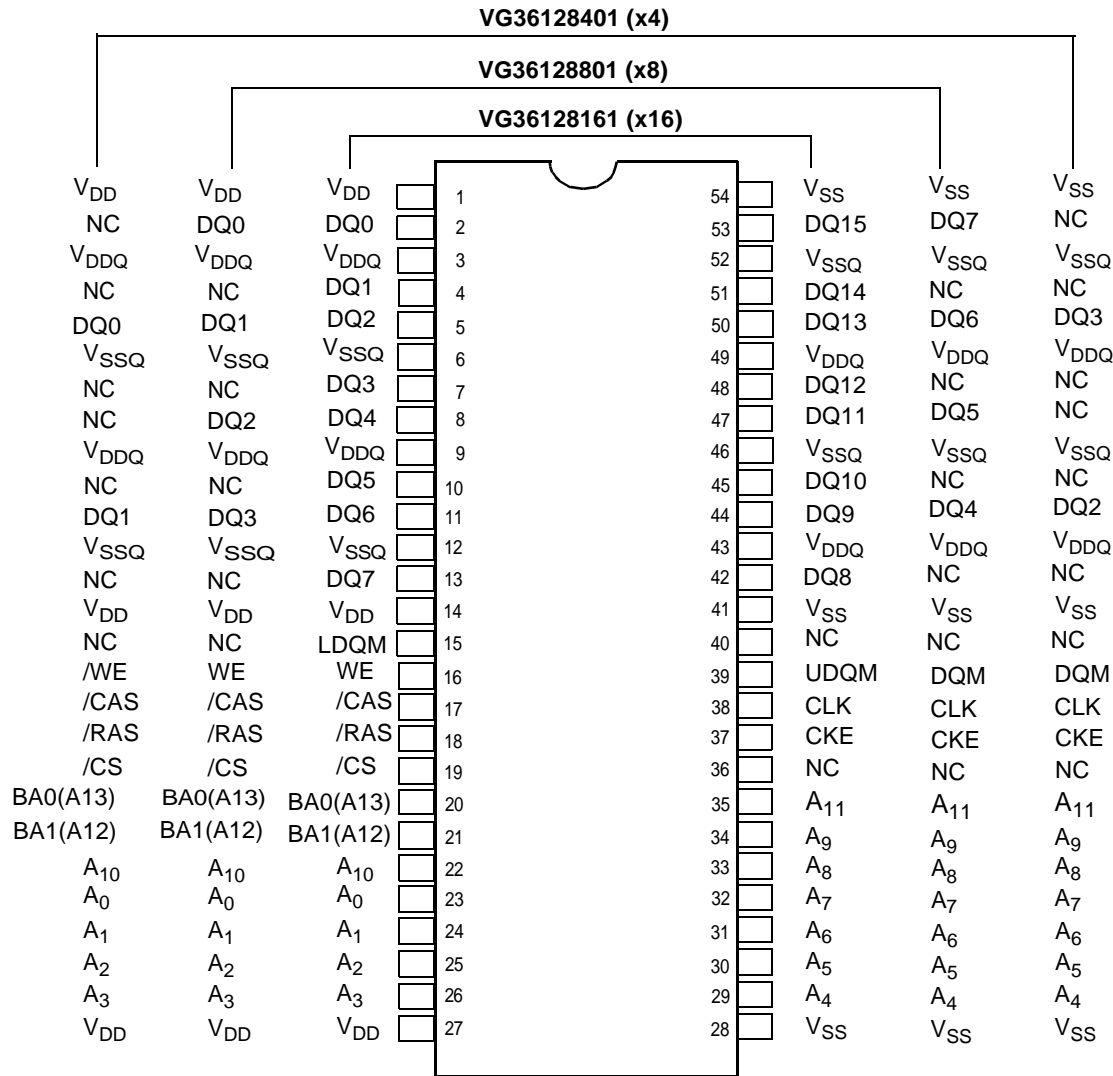 VG36128401 (x4)
VG36128801 (x8)
VG36128161 (x16)
VDD VDD VDD 1 54 VSS VSS VSS
NC DQ0 DQ0 2 53 DQ15 DQ7 NC
VDDQ VDDQ VDDQ 3 52 VSSQ VSSQ VSSQ
NC NC DQ1 4 51 DQ14 NC NC
DQ0 DQ1 DQ2 5 50 DQ13 DQ6 DQ3
VSSQ VSSQ VSSQ 6 49 VDDQ VDDQ VDDQ
NC NC DQ3 7 48 DQ12 NC NC
NC DQ2 DQ4 8 47 DQ11 DQ5 NC
VDDQ VDDQ VDDQ 9 46 VSSQ VSSQ VSSQ
NC NC DQ5 10 45 DQ10 NC NC
DQ1 DQ3 DQ6 11 44 DQ9 DQ4 DQ2
VSSQ VSSQ VSSQ 12 43 VDDQ VDDQ VDDQ
NC NC DQ7 13 42 DQ8 NC NC
VDD VDD VDD 14 41 VSS VSS VSS
NC NC LDQM 15 40 NC NC NC
/WE WE WE 16 39 UDQM DQM DQM
/CAS /CAS /CAS 17 38 CLK CLK CLK
/RAS /RAS /RAS 18 37 CKE CKE CKE
/CS /CS /CS 19 36 NC NC NC
BA0(A13) BA0(A13) BA0(A13) 20 35 A11 A11 A11
BA1(A12) BA1(A12) BA1(A12) 21 34 A9 A9 A9
A10 A10 A10 22 33 A8 A8 A8
A0 A0 A0 23 32 A7 A7 A7
A1 A1 A1 24 31 A6 A6 A6
A2 A2 A2 25 30 A5 A5 A5
A3 A3 A3 26 29 A4 A4 A4
VDD VDD VDD 27 28 VSS VSS VSS